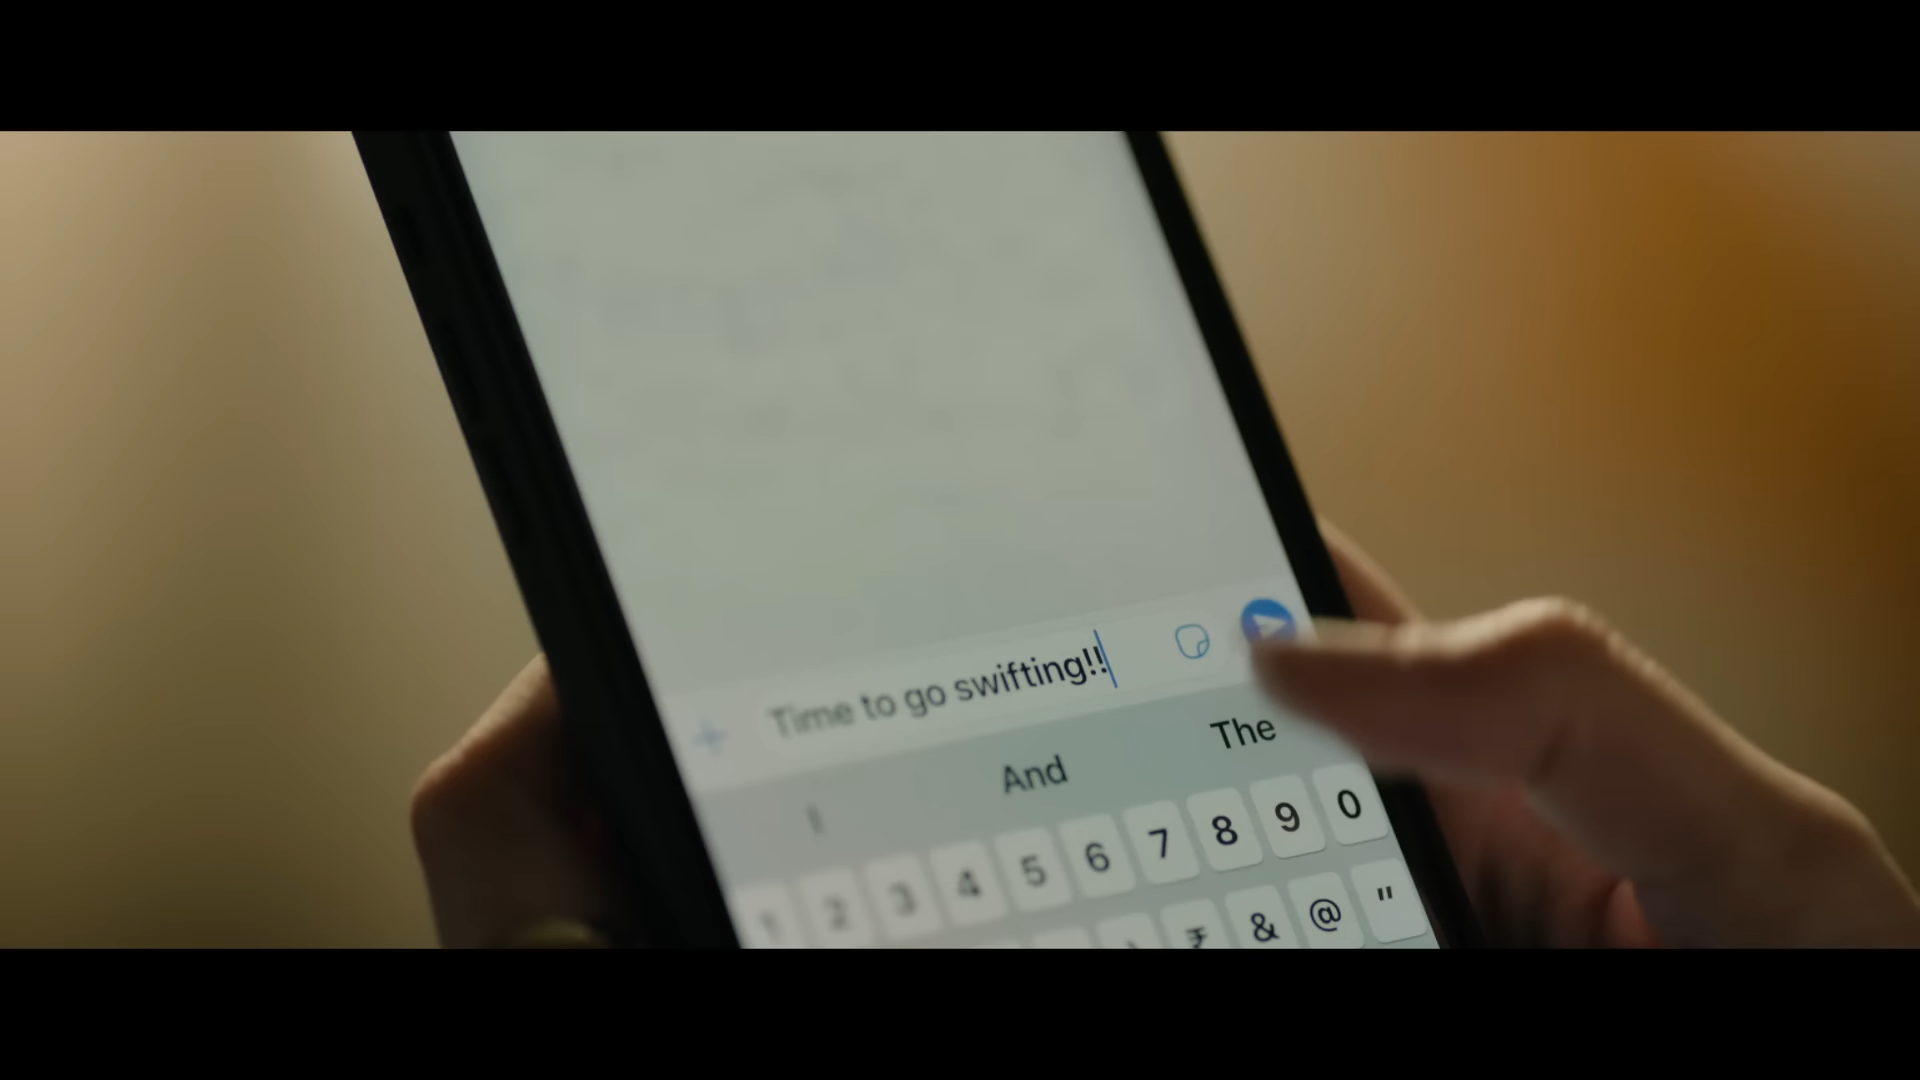 Time to go swifting!!
I And The
1 2 3 4 5 6 7 8 9 0
) ₹ & @ "